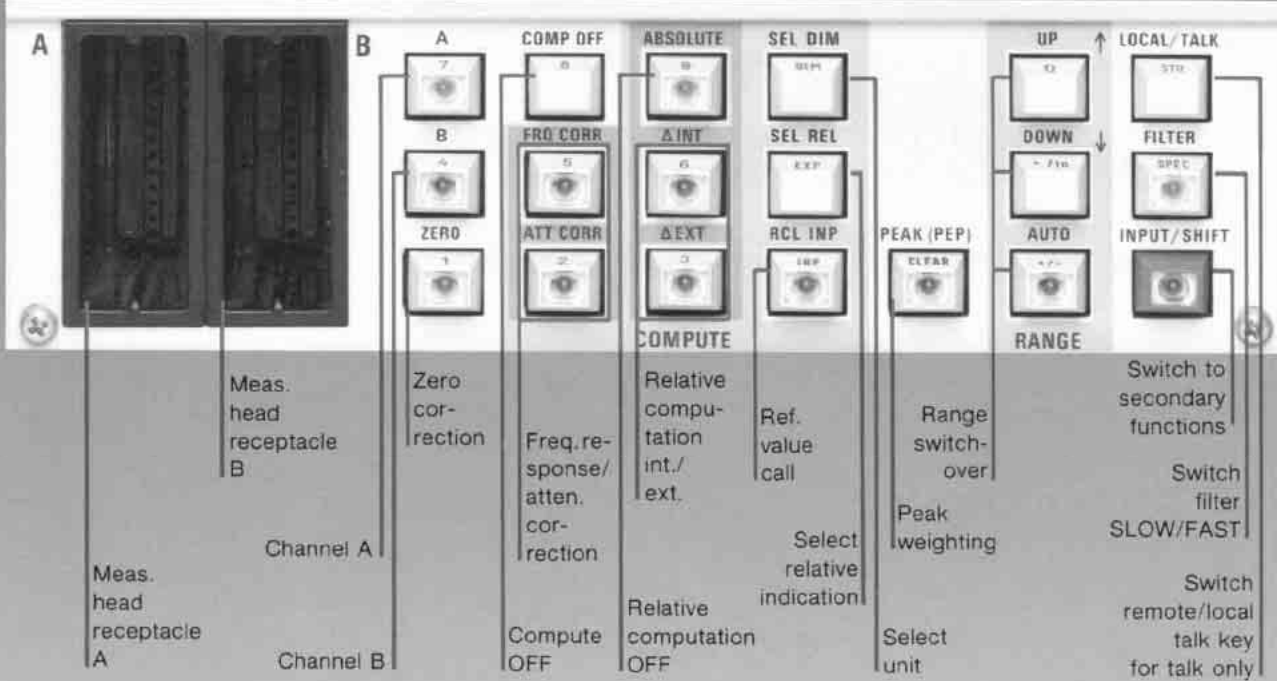 A
B
A COMP OFF ABSOLUTE SEL DIM UP ↑ LOCAL/TALK
7 8 9 DIM Ω STR
B FRQ CORR ΔINT SEL REL DOWN ↓ FILTER
4 5 6 EXP SPEC
ZERO ATT CORR ΔEXT RCL INP PEAK (PEP) AUTO INPUT/SHIFT
1 2 3 INP CLEAR +/-
COMPUTE RANGE
Meas.
head
receptacle
A
Meas.
head
receptacle
B
Channel A
Channel B
Zero
cor-
rection
Freq.re-
sponse/
atten.
cor-
rection
Compute
OFF
Relative
compu-
tation
int./
ext.
Relative
computation
OFF
Ref.
value
call
Select
relative
indication
Select
unit
Peak
weighting
Range
switch-
over
Switch to
secondary
functions
Switch
filter
SLOW/FAST
Switch
remote/local
talk key
for talk only